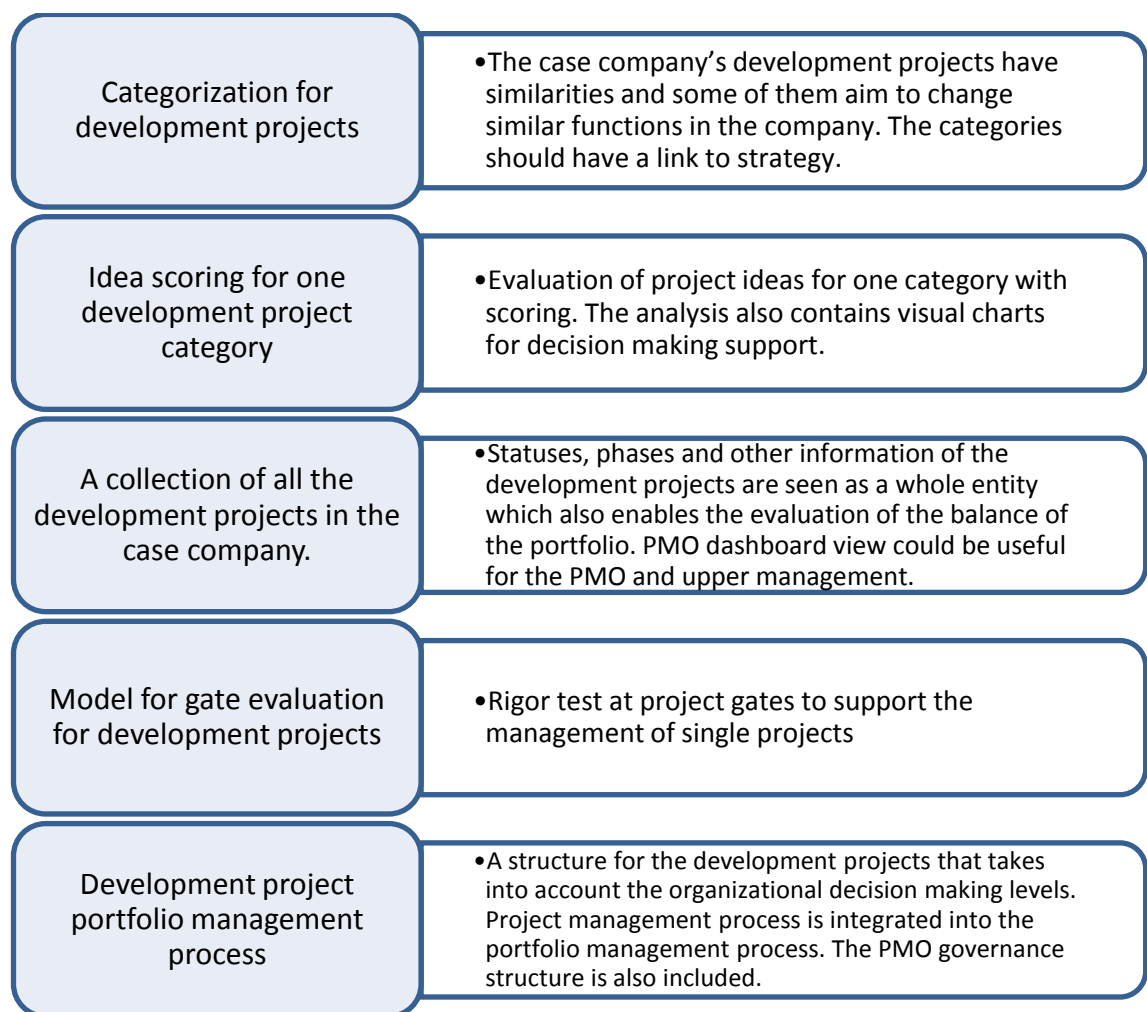 Categorization for
development projects
•The case company’s development projects have
similarities and some of them aim to change
similar functions in the company. The categories
should have a link to strategy.
Idea scoring for one
development project
category
•Evaluation of project ideas for one category with
scoring. The analysis also contains visual charts
for decision making support.
A collection of all the
development projects in the
case company.
•Statuses, phases and other information of the
development projects are seen as a whole entity
which also enables the evaluation of the balance of
the portfolio. PMO dashboard view could be useful
for the PMO and upper management.
Model for gate evaluation
for development projects
•Rigor test at project gates to support the
management of single projects
Development project
portfolio management
process
•A structure for the development projects that takes
into account the organizational decision making levels.
Project management process is integrated into the
portfolio management process. The PMO governance
structure is also included.